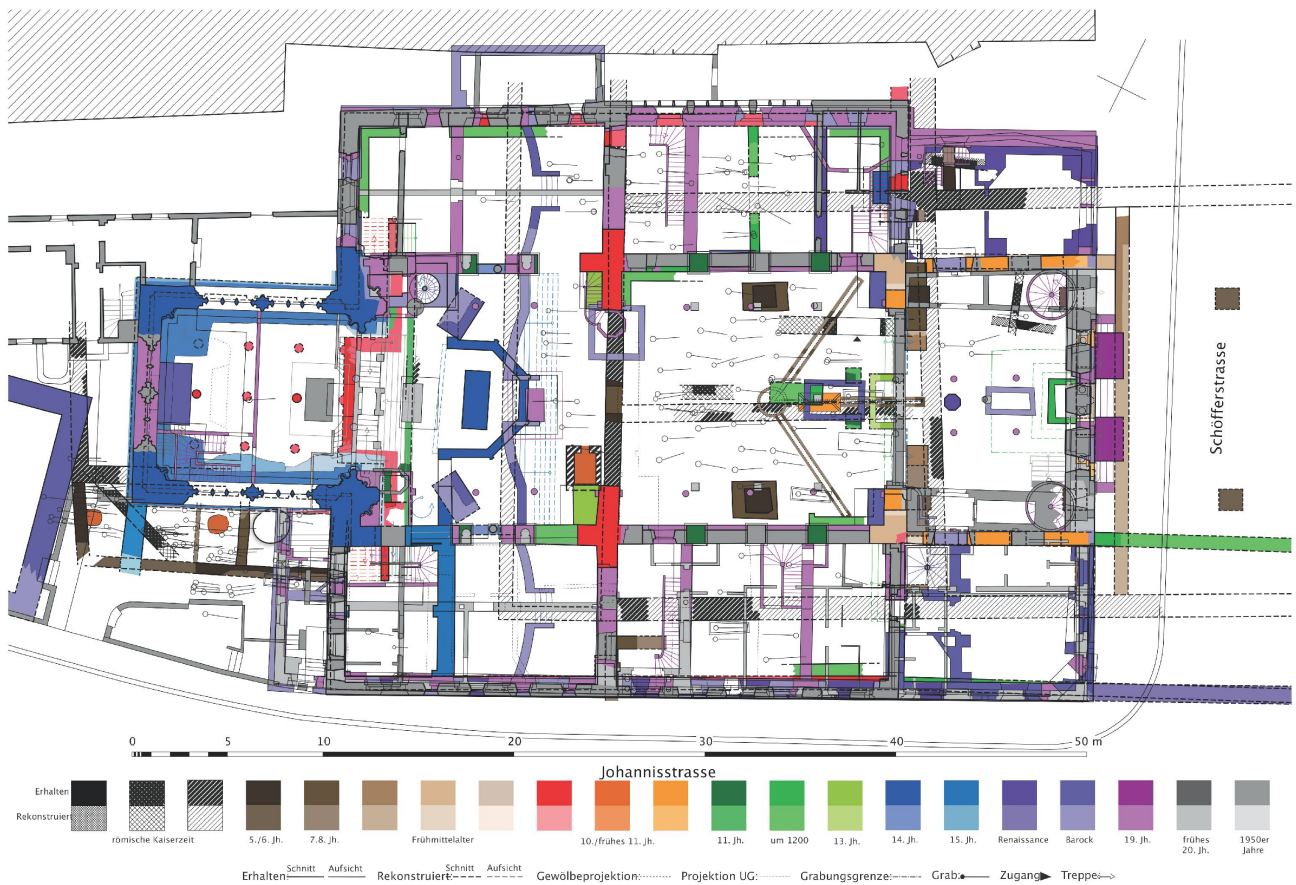 Schöfferstrasse
0 5 10 20 30 40 50 m
Johannisstrasse
Erhalten
Rekonstruiert
römische Kaiserzeit 5./6. Jh. 7.8. Jh. Frühmittelalter 10./frühes 11. Jh. 11. Jh. um 1200 13. Jh. 14. Jh. 15. Jh. Renaissance Barock 19. Jh. frühes 20. Jh. 1950er Jahre
Erhalten: Schnitt Aufsicht Rekonstruiert: Schnitt Aufsicht Gewölbeprojektion: Projektion UG: Grabungsgrenze: Grab: Zugang Treppe: